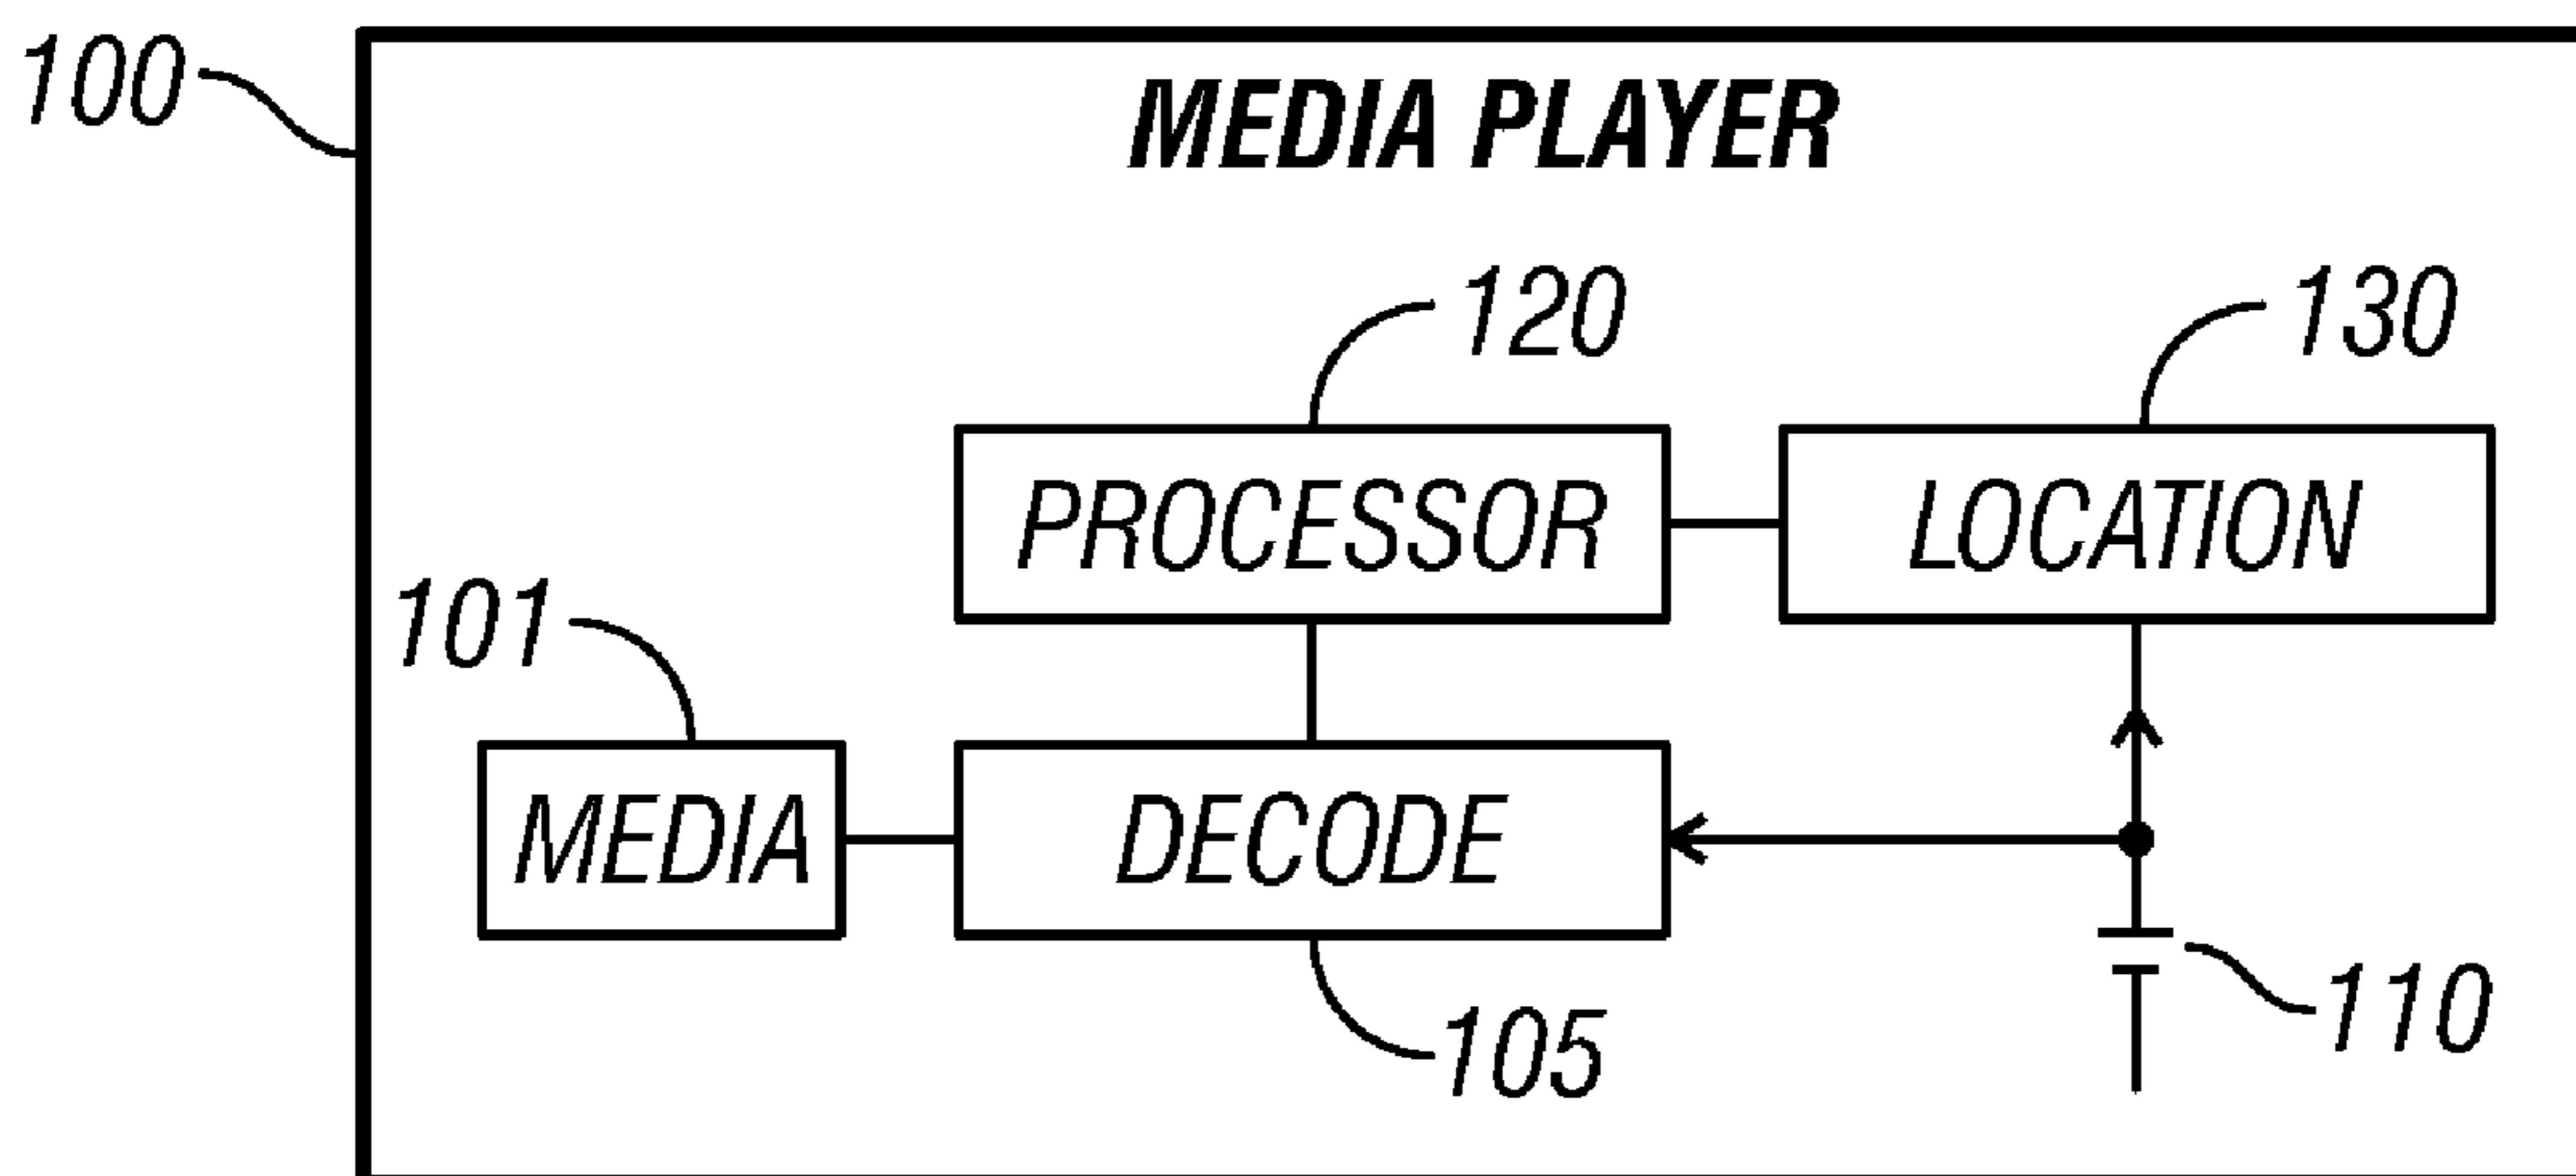 100
MEDIA PLAYER
120
130
PROCESSOR
LOCATION
101
MEDIA
DECODE
110
105